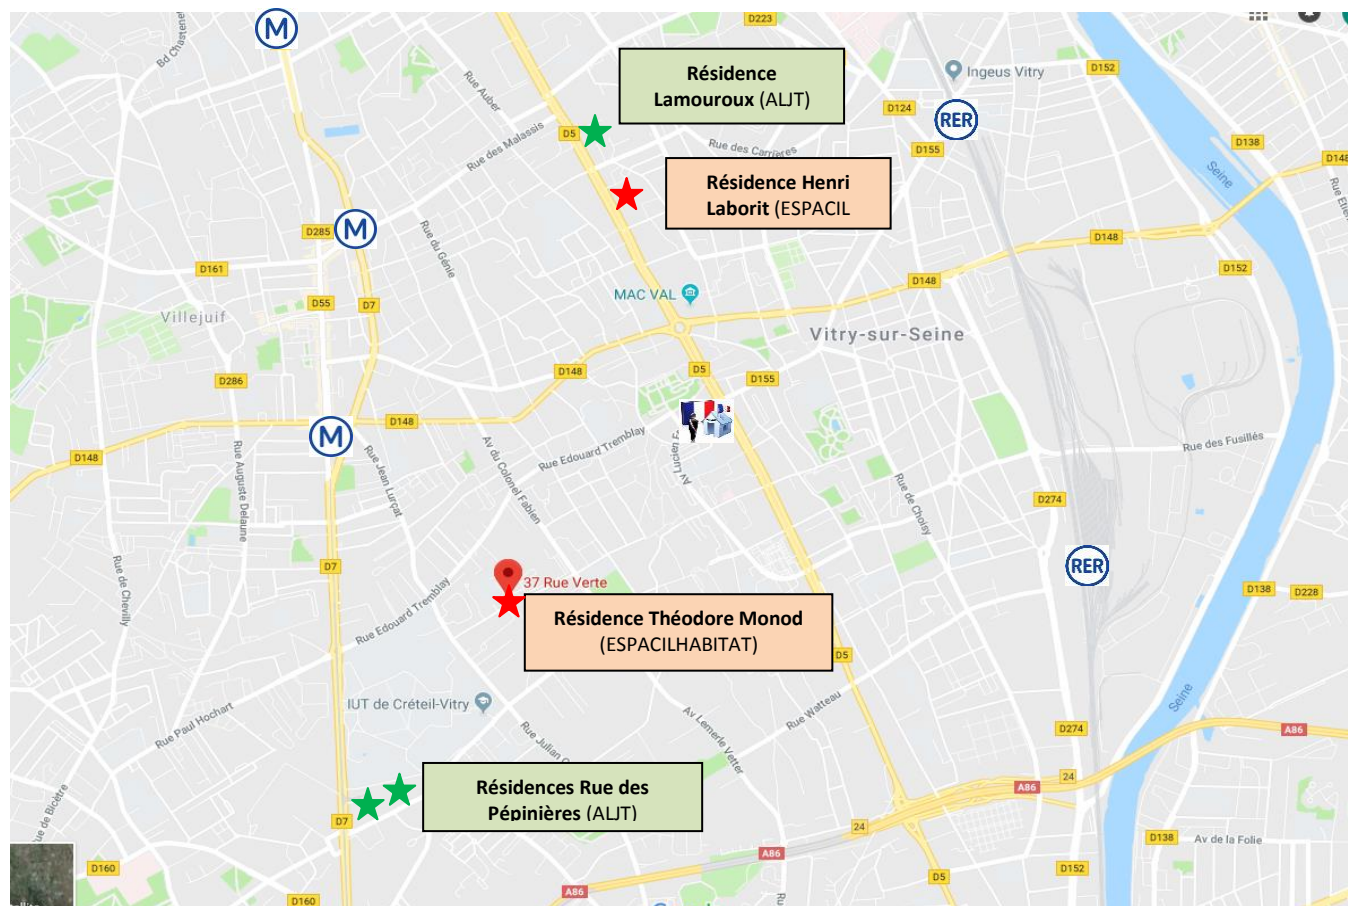 D223
M
Bd Chastenet
Ingeus Vitry
D152
Résidence
Lamouroux (ALJT)
Rue Auber
D124
RER
D5
Rue des Malassis
Rue des Carrières
D155
D138
D148
Seine
Résidence Henri
Laborit (ESPACIL
M
D285
Rue du Génie
D148
D161
D152
D148
MAC VAL
D55
D7
Villejuif
Vitry-sur-Seine
D5
D148
D155
D286
D148
M
D148
Rue Edouard Tremblay
Av Lucien F
Rue des Fusillés
Av du Colonel Fabien
Rue Jean Lurçat
Rue Auguste Delaune
Rue de Choisy
D274
Rue de Chevilly
D7
RER
37 Rue Verte
D138
D228
Rue Edouard Tremblay
Résidence Théodore Monod
(ESPACILHABITAT)
D5
Seine
IUT de Créteil-Vitry
Rue Paul Hochart
Av Lemerle Vetter
Rue Watteau
Rue Julian G
D274
A86
24
A86
Résidences Rue des
Pépinières (ALJT)
ue de Bicêtre
D7
24
D138
Av de la Folie
A86
D160
D152
D5
A86
D160